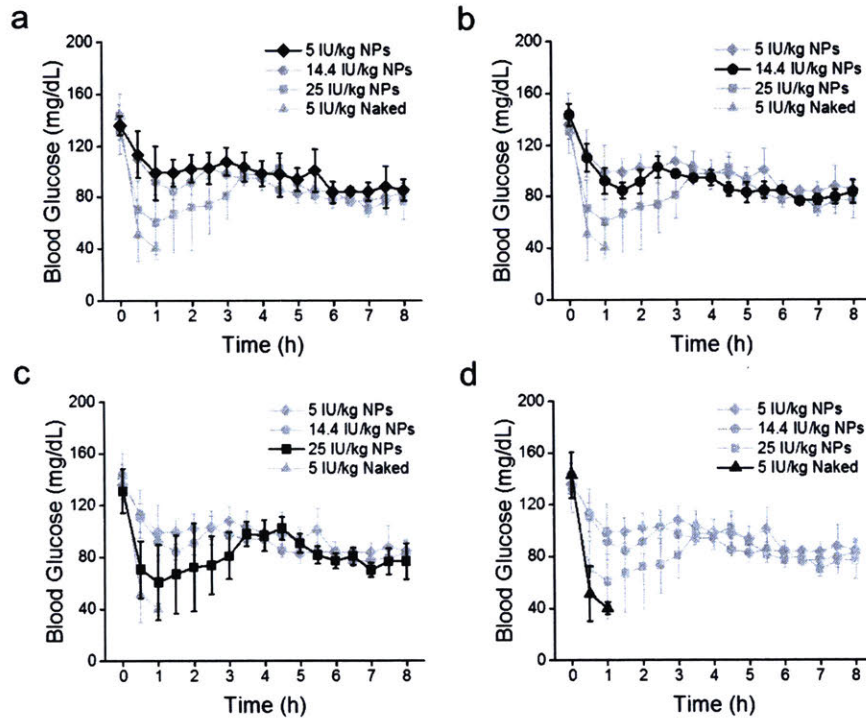 a
Blood Glucose (mg/dL)
200
160
120
80
40
0
5 IU/kg NPs
14.4 IU/kg NPs
25 IU/kg NPs
5 IU/kg Naked
0 1 2 3 4 5 6 7 8
Time (h)
b
Blood Glucose (mg/dL)
200
160
120
80
40
0
5 IU/kg NPs
14.4 IU/kg NPs
25 IU/kg NPs
5 IU/kg Naked
0 1 2 3 4 5 6 7 8
Time (h)
c
Blood Glucose (mg/dL)
200
160
120
80
40
0
5 IU/kg NPs
14.4 IU/kg NPs
25 IU/kg NPs
5 IU/kg Naked
0 1 2 3 4 5 6 7 8
Time (h)
d
Blood Glucose (mg/dL)
200
160
120
80
40
0
5 IU/kg NPs
14.4 IU/kg NPs
25 IU/kg NPs
5 IU/kg Naked
0 1 2 3 4 5 6 7 8
Time (h)